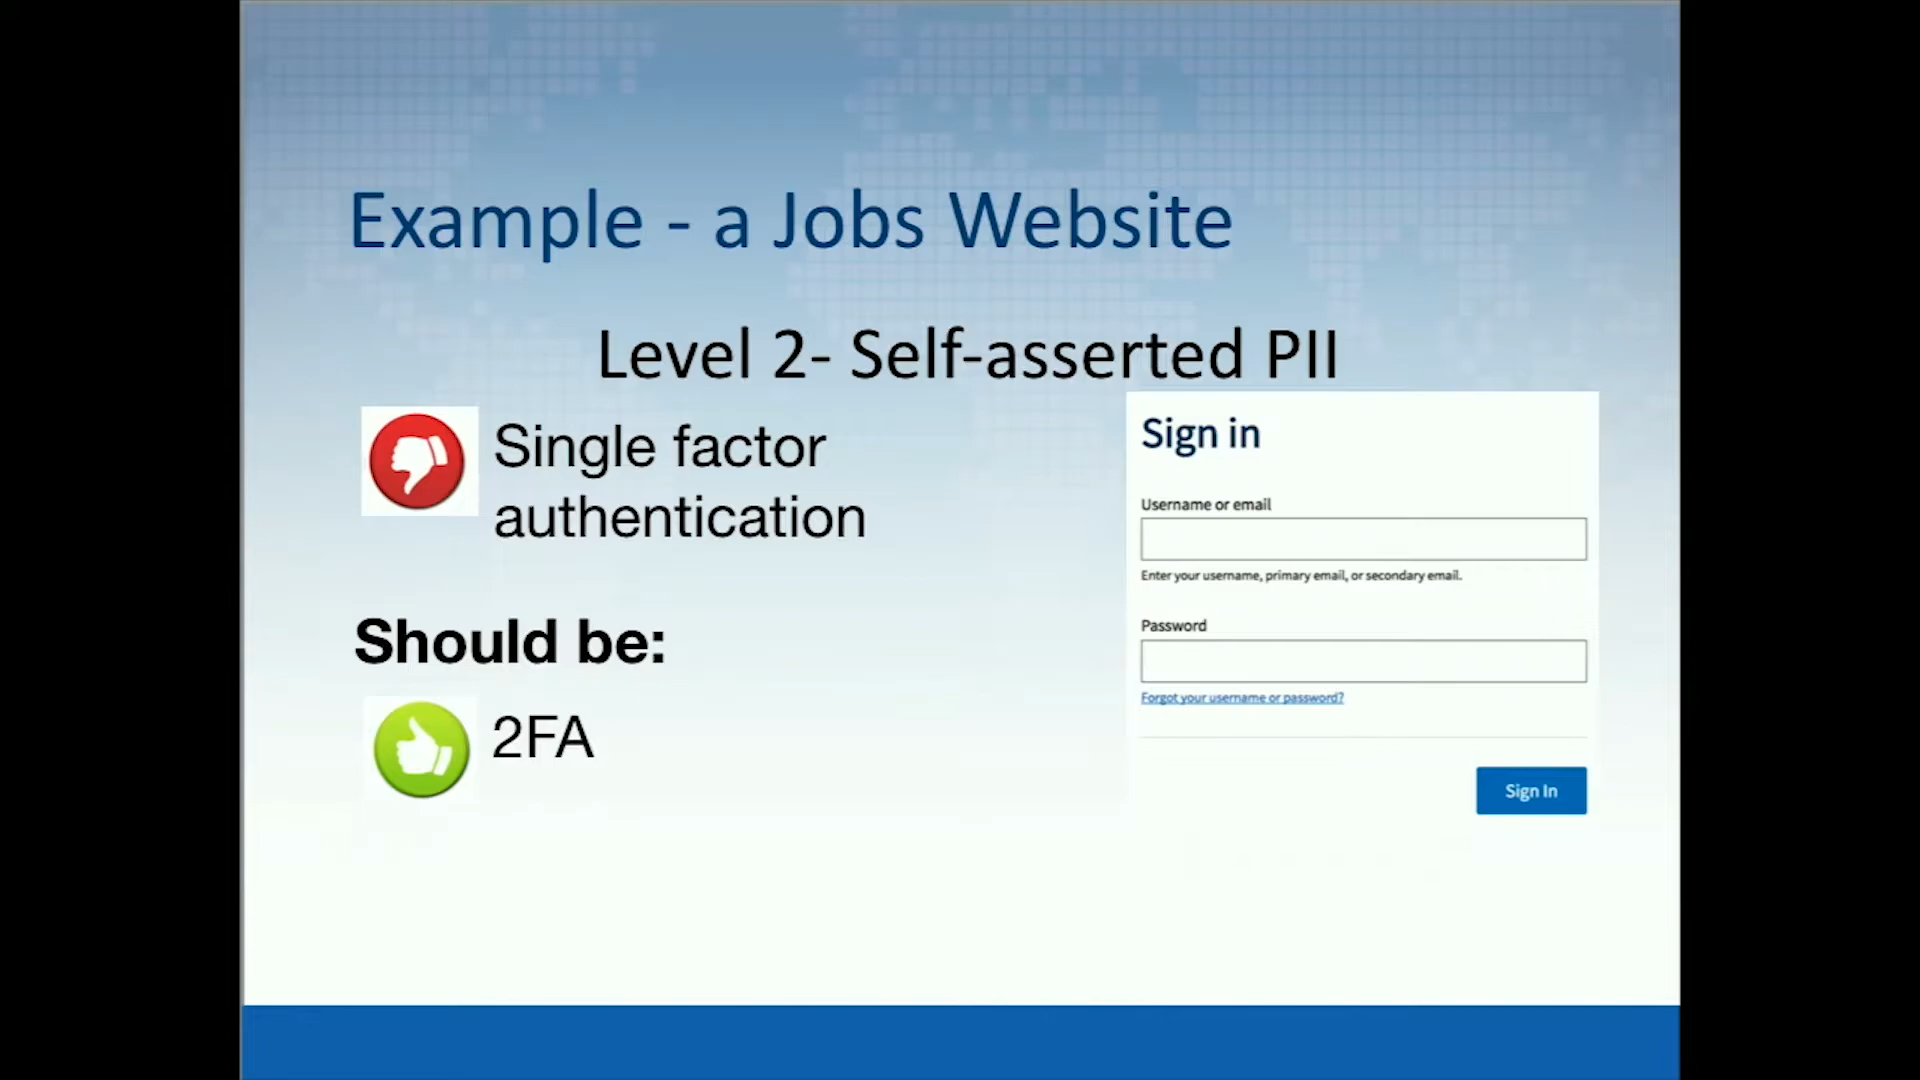 Example - a Jobs Website
Level 2- Self-asserted PII
Single factor
authentication
Should be:
2FA
Sign in
Username or email
Enter your username, primary email, or secondary email.
Password
Forgot your username or password?
Sign In